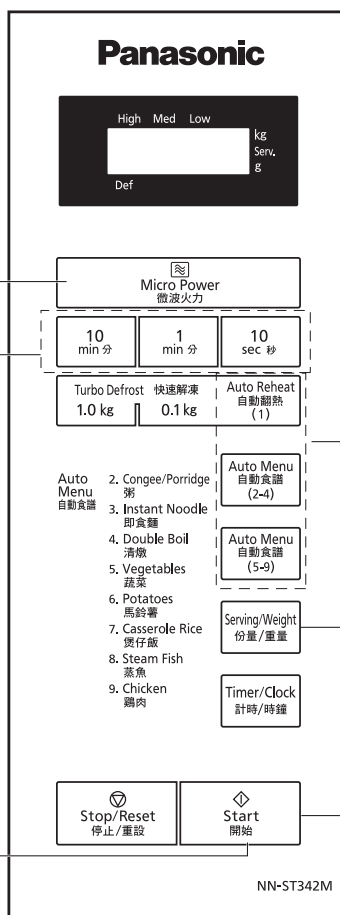 Panasonic
High Med Low
kg
Serv.
g
Def
Micro Power
微波火力
10
min 分
1
min 分
10
sec 秒
Turbo Defrost 快速解凍
1.0 kg 0.1 kg
Auto Reheat
自動翻熱
(1)
Auto Menu
自動食譜
(2-4)
Auto Menu
自動食譜
(5-9)
Auto
Menu
自動食譜
2. Congee/Porridge
粥
3. Instant Noodle
即食麵
4. Double Boil
清燉
5. Vegetables
蔬菜
6. Potatoes
馬鈴薯
7. Casserole Rice
煲仔飯
8. Steam Fish
蒸魚
9. Chicken
鷄肉
Serving/Weight
份量/重量
Timer/Clock
計時/時鐘
Stop/Reset
停止/重設
Start
開始
NN-ST342M